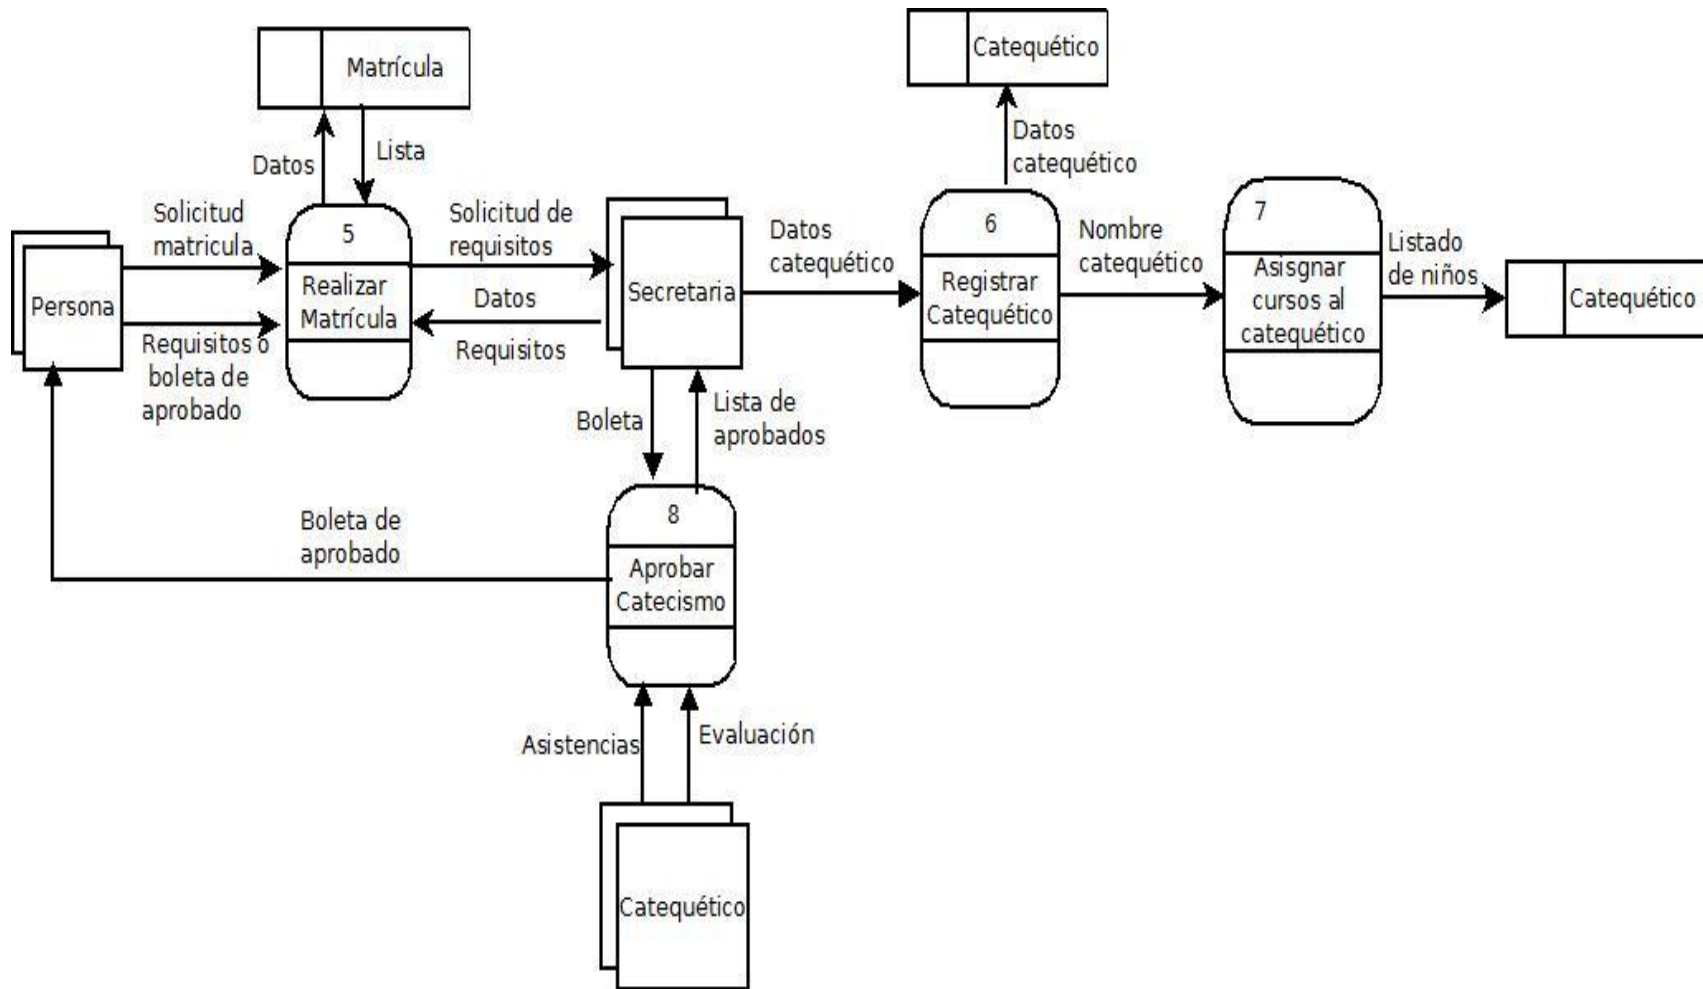 Matrícula
Catequético
Datos
Lista
Datos
catequético
Solicitud
matricula
5
Realizar
Matrícula
Solicitud de
requisitos
Datos
Requisitos
Persona
Requisitos o
boleta de
aprobado
Secretaria
Datos
catequético
6
Registrar
Catequético
Nombre
catequético
7
Asisgnar
cursos al
catequético
Listado
de niños
Catequético
Boleta
Lista de
aprobados
Boleta de
aprobado
8
Aprobar
Catecismo
Asistencias
Evaluación
Catequético